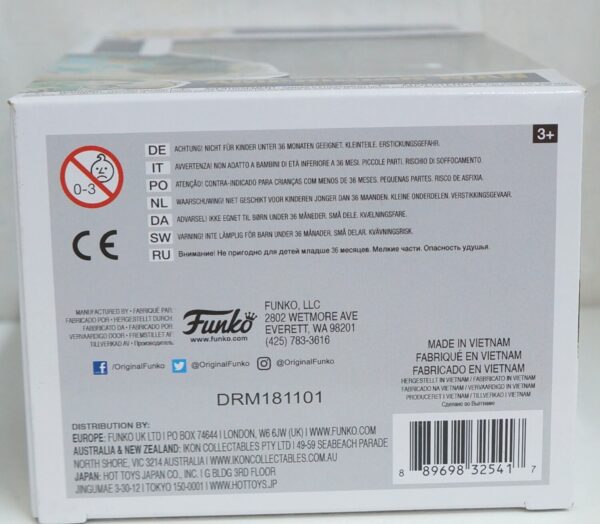 3+
0-3
DE ACHTUNG! NICHT FÜR KINDER UNTER 36 MONATEN GEEIGNET. KLEINTEILE. ERSTICKUNGSGEFAHR.
IT AVVERTENZA! NON ADATTO A BAMBINI DI ETÀ INFERIORE A 36 MESI. PICCOLE PARTI. RISCHIO DI SOFFOCAMENTO.
PO ATENÇÃO! CONTRA-INDICADO PARA CRIANÇAS COM MENOS DE 36 MESES. PEQUENAS PARTES. RISCO DE ASFIXIA.
NL WAARSCHUWING! NIET GESCHIKT VOOR KINDEREN JONGER DAN 36 MAANDEN. KLEINE ONDERDELEN. VERSTIKKINGSGEVAAR.
DA ADVARSEL! IKKE EGNET TIL BØRN UNDER 36 MÅNEDER. SMÅ DELE. KVÆLNINGSFARE.
SW VARNING! INTE LÄMPLIG FÖR BARN UNDER 36 MÅNADER. SMÅ DELAR. KVÄVNINGSRISK.
RU Внимание! Не пригодно для детей младше 36 месяцев. Мелкие части. Опасность удушья.
CE
MANUFACTURED BY • FABRIQUÉ PAR
FABRICADO POR • HERGESTELLT DURCH
FABBRICATO DA • FABRICADO POR
VERVAARDIGD DOOR • FREMSTILLET AF
TILLVERKAD AV • Производитель
Funko
www.funko.com
FUNKO, LLC
2802 WETMORE AVE
EVERETT, WA 98201
(425) 783-3616
/OriginalFunko @OriginalFunko @OriginalFunko
DRM181101
MADE IN VIETNAM
FABRIQUÉ EN VIETNAM
FABRICADO EN VIETNAM
HERGESTELLT IN VIETNAM / FABBRICATO IN VIETNAM
FABRICADO NA VIETNAM / VERVAARDIGD IN VIETNAM
PRODUCERET I VIETNAM / TILLVERKAD I VIETNAM
Сделано во Вьетнаме
DISTRIBUTION BY:
EUROPE: FUNKO UK LTD | PO BOX 74644 | LONDON, W6 6JW (UK) | WWW.FUNKO.COM
AUSTRALIA & NEW ZEALAND: IKON COLLECTABLES PTY LTD | 49-59 SEABEACH PARADE
NORTH SHORE, VIC 3214 AUSTRALIA | WWW.IKONCOLLECTABLES.COM.AU
JAPAN: HOT TOYS JAPAN CO., INC. | G BLDG 3RD FLOOR
JINGUMAE 3-30-12 | TOKYO 150-0001 | WWW.HOTTOYS.JP
8 89698 32541 7